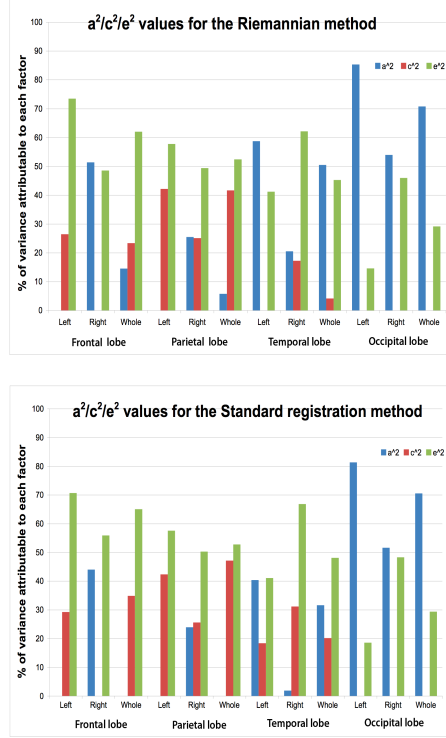 a²/c²/e² values for the Riemannian method
% of variance attributable to each factor
100
90
80
70
60
50
40
30
20
10
0
a^2 c^2 e^2
Left Right Whole Left Right Whole Left Right Whole Left Right Whole
Frontal lobe Parietal lobe Temporal lobe Occipital lobe
a²/c²/e² values for the Standard registration method
% of variance attributable to each factor
100
90
80
70
60
50
40
30
20
10
0
a^2 c^2 e^2
Left Right Whole Left Right Whole Left Right Whole Left Right Whole
Frontal lobe Parietal lobe Temporal lobe Occipital lobe